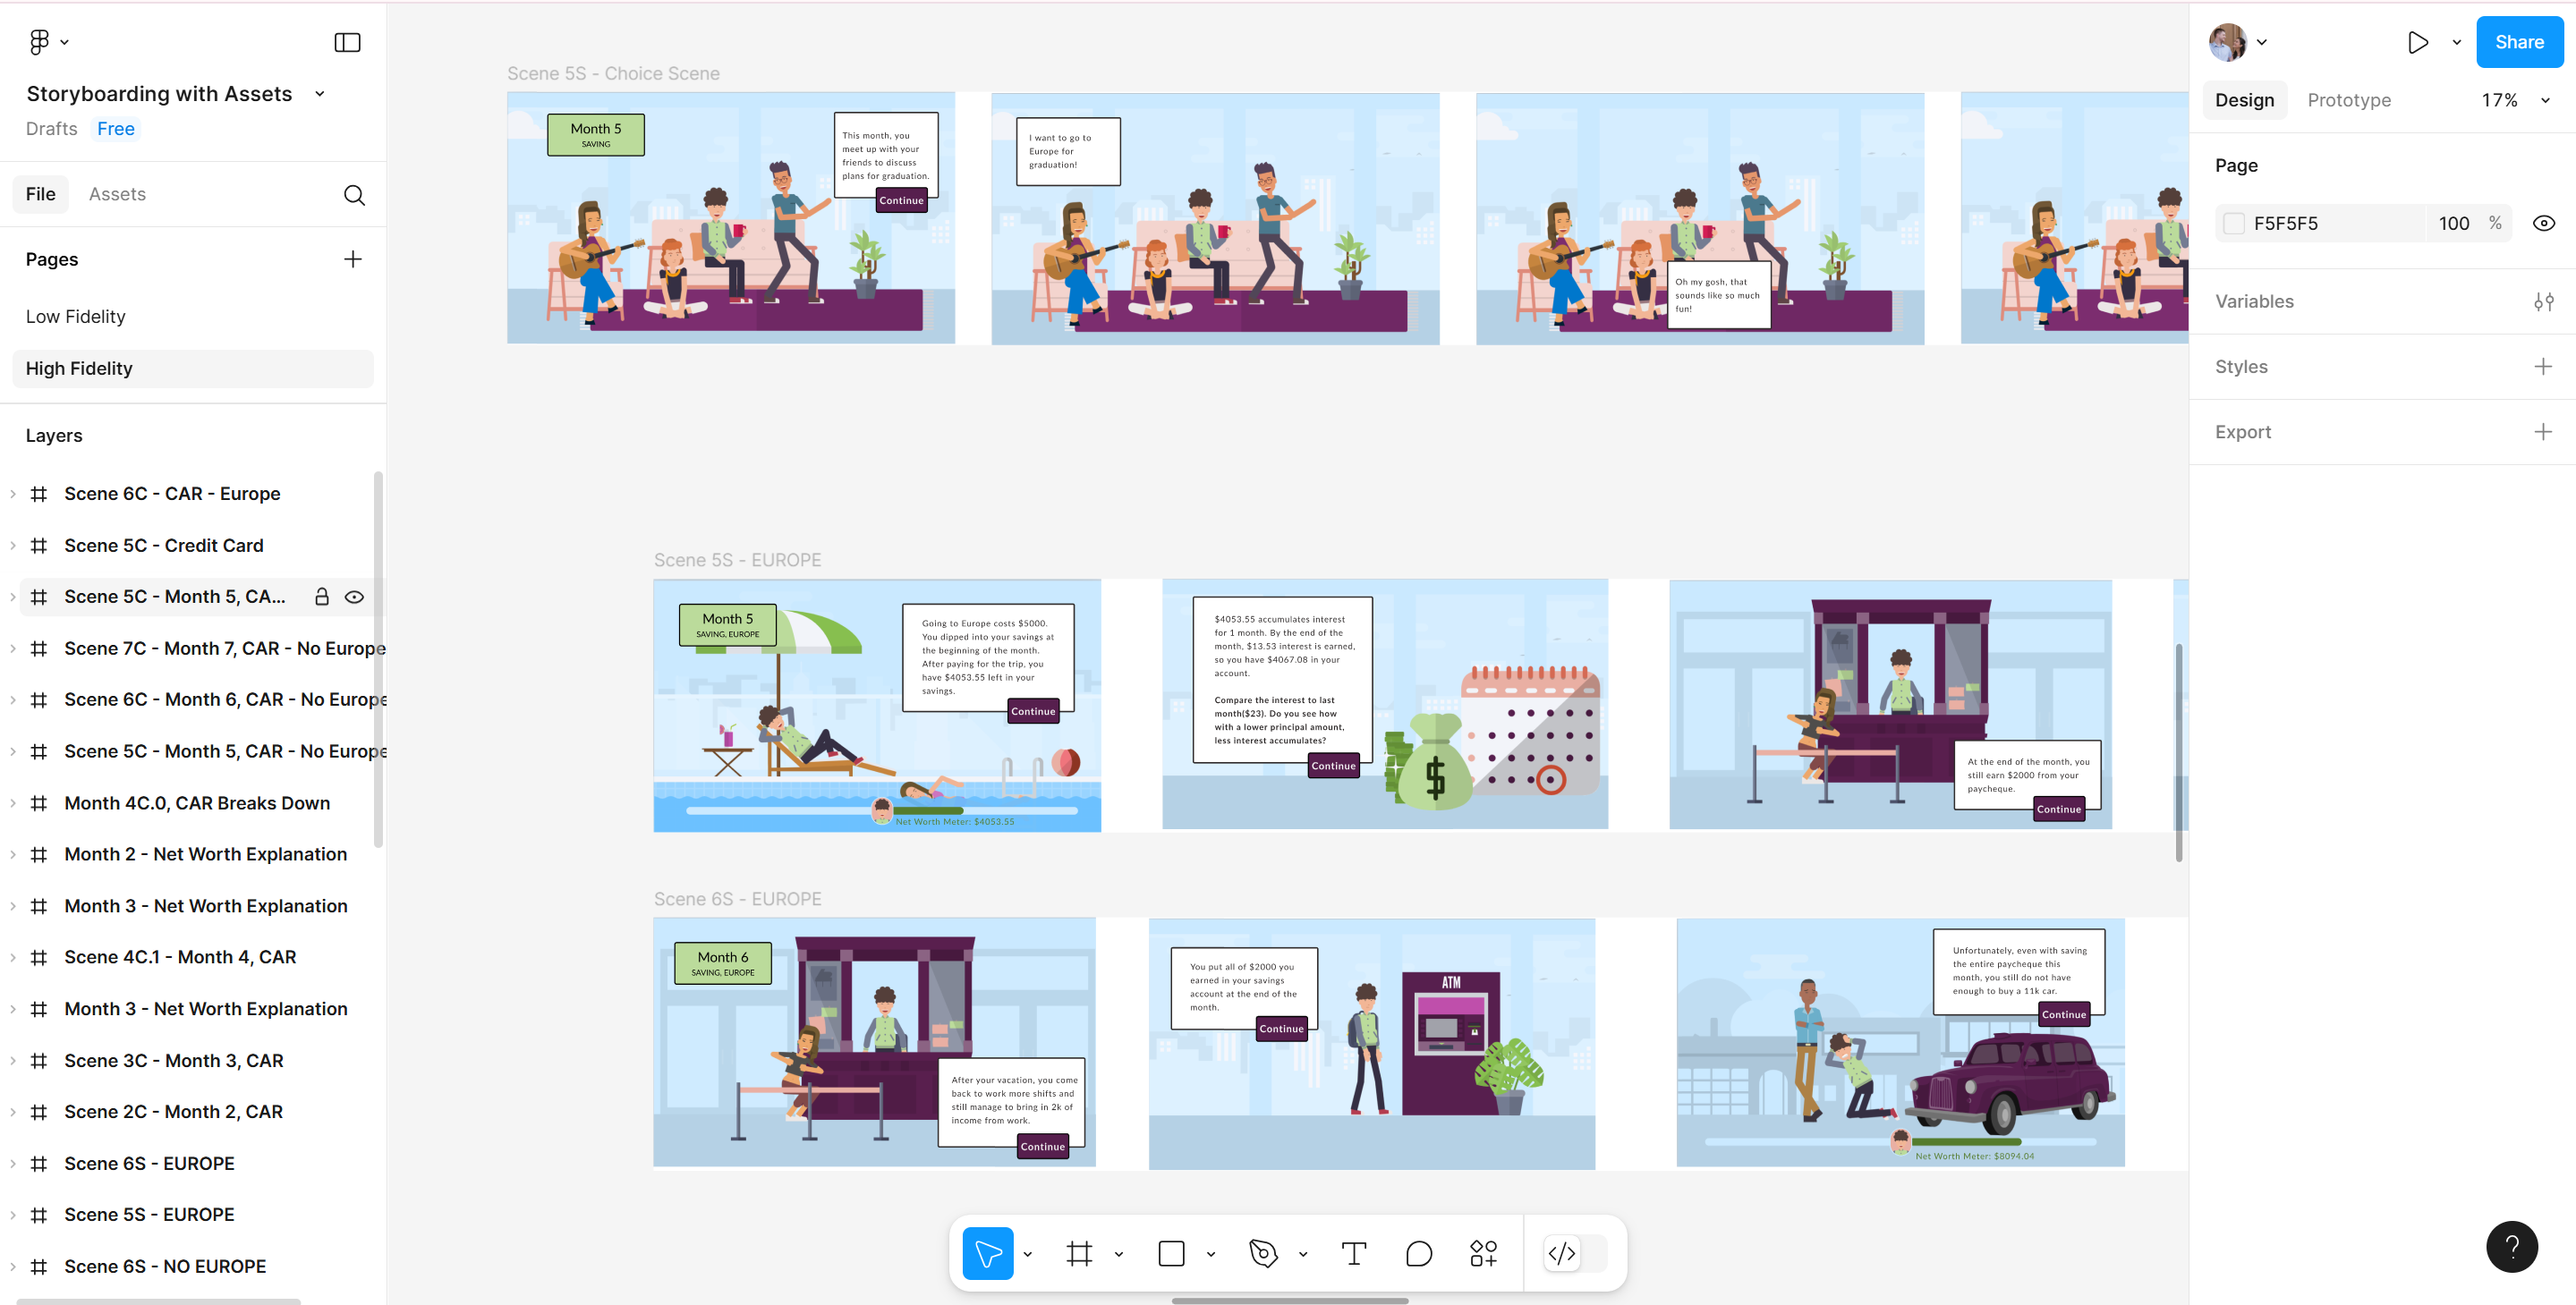 Storyboarding with Assets
Drafts Free
File Assets
Pages
Low Fidelity
High Fidelity
Layers
Scene 6C - CAR - Europe
Scene 5C - Credit Card
Scene 5C - Month 5, CA...
Scene 7C - Month 7, CAR - No Europe
Scene 6C - Month 6, CAR - No Europe
Scene 5C - Month 5, CAR - No Europe
Month 4C.0, CAR Breaks Down
Month 2 - Net Worth Explanation
Month 3 - Net Worth Explanation
Scene 4C.1 - Month 4, CAR
Month 3 - Net Worth Explanation
Scene 3C - Month 3, CAR
Scene 2C - Month 2, CAR
Scene 6S - EUROPE
Scene 5S - EUROPE
Scene 6S - NO EUROPE
Scene 5S - Choice Scene
Month 5
SAVING
This month, you
meet up with your
friends to discuss
plans for graduation.
Continue
I want to go to
Europe for
graduation!
Oh my gosh, that
sounds like so much
fun!
Scene 5S - EUROPE
Month 5
SAVING, EUROPE
Going to Europe costs $5000.
You dipped into your savings at
the beginning of the month.
After paying for the trip, you
have $4053.55 left in your
savings.
Continue
Net Worth Meter: $4053.55
$4053.55 accumulates interest
for 1 month. By the end of the
month, $13.53 interest is earned,
so you have $4067.08 in your
account.
Compare the interest to last
month($23). Do you see how
with a lower principal amount,
less interest accumulates?
Continue
$
At the end of the month, you
still earn $2000 from your
paycheque.
Continue
Scene 6S - EUROPE
Month 6
SAVING, EUROPE
After your vacation, you come
back to work more shifts and
still manage to bring in 2k of
income from work.
Continue
You put all of $2000 you
earned in your savings
account at the end of the
month.
Continue
ATM
Unfortunately, even with saving
the entire paycheque this
month, you still do not have
enough to buy a 11k car.
Continue
Net Worth Meter: $8094.04
Share
Design Prototype 17%
Page
F5F5F5 100 %
Variables
Styles
Export
?